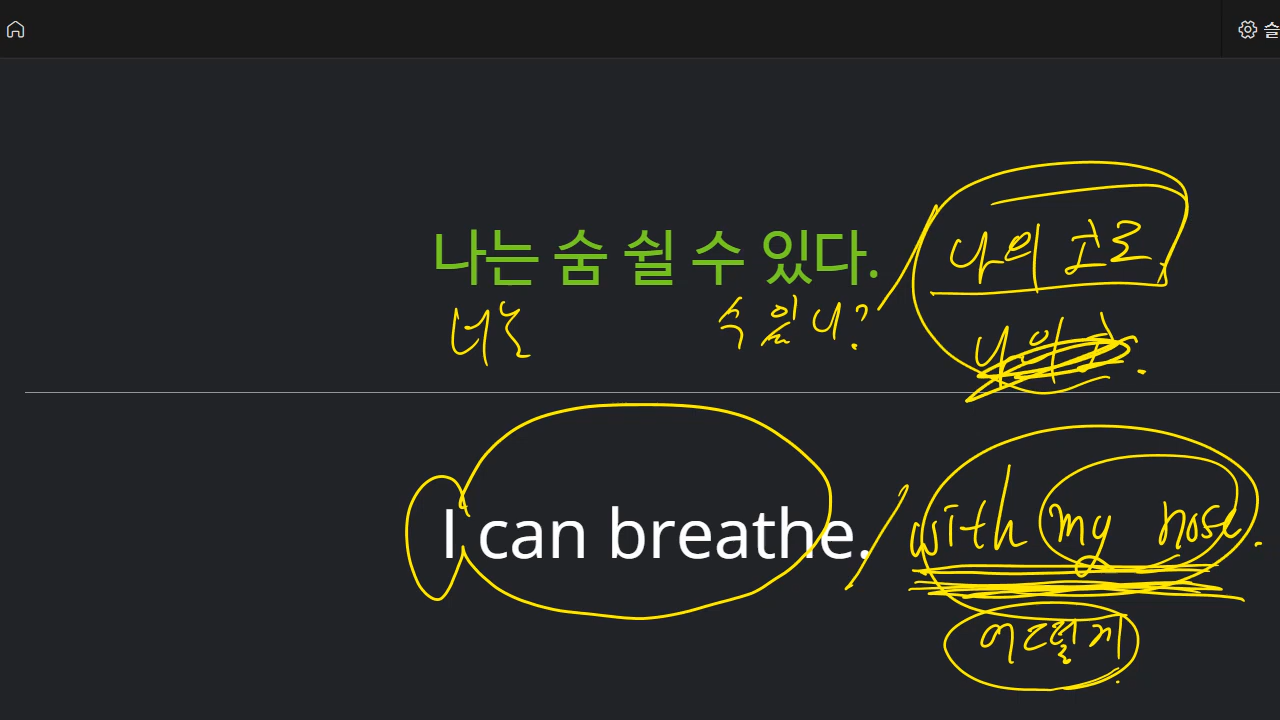 슬
나는 숨 쉴 수 있다.
나의 코로
너는 수 있니?
I can breathe.
with my nose.
어떻게